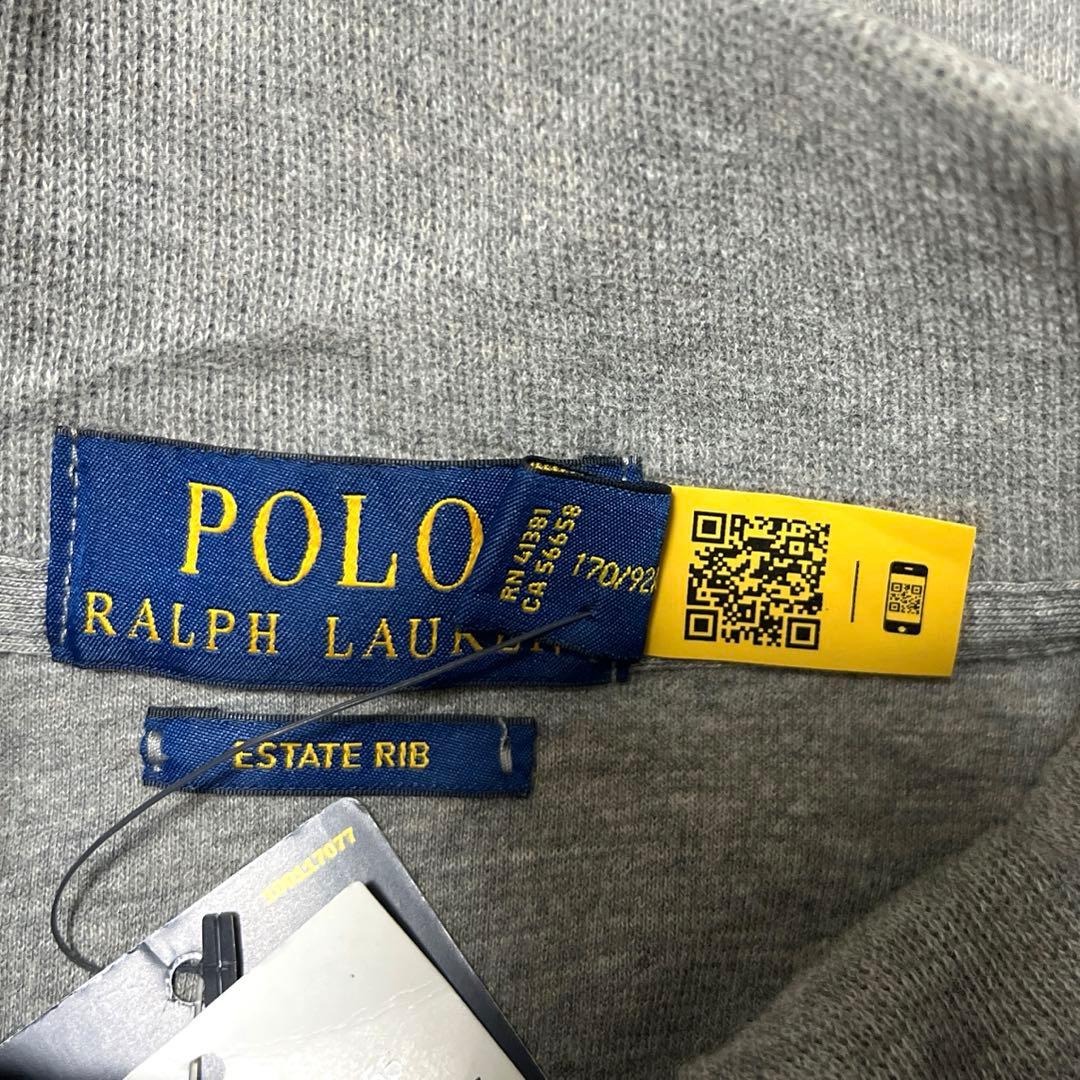 POLO
RALPH LAUREN
RN 41381
CA 56658
170/92
ESTATE RIB